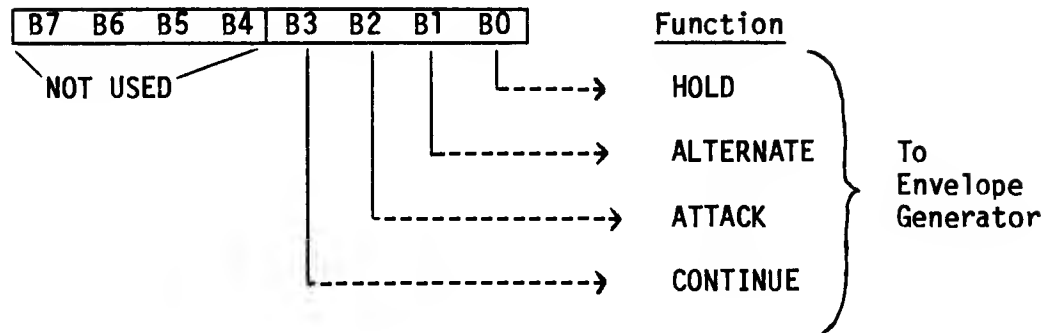 B7 B6 B5 B4 B3 B2 B1 B0 Function
NOT USED
HOLD
ALTERNATE
ATTACK
CONTINUE
To
Envelope
Generator